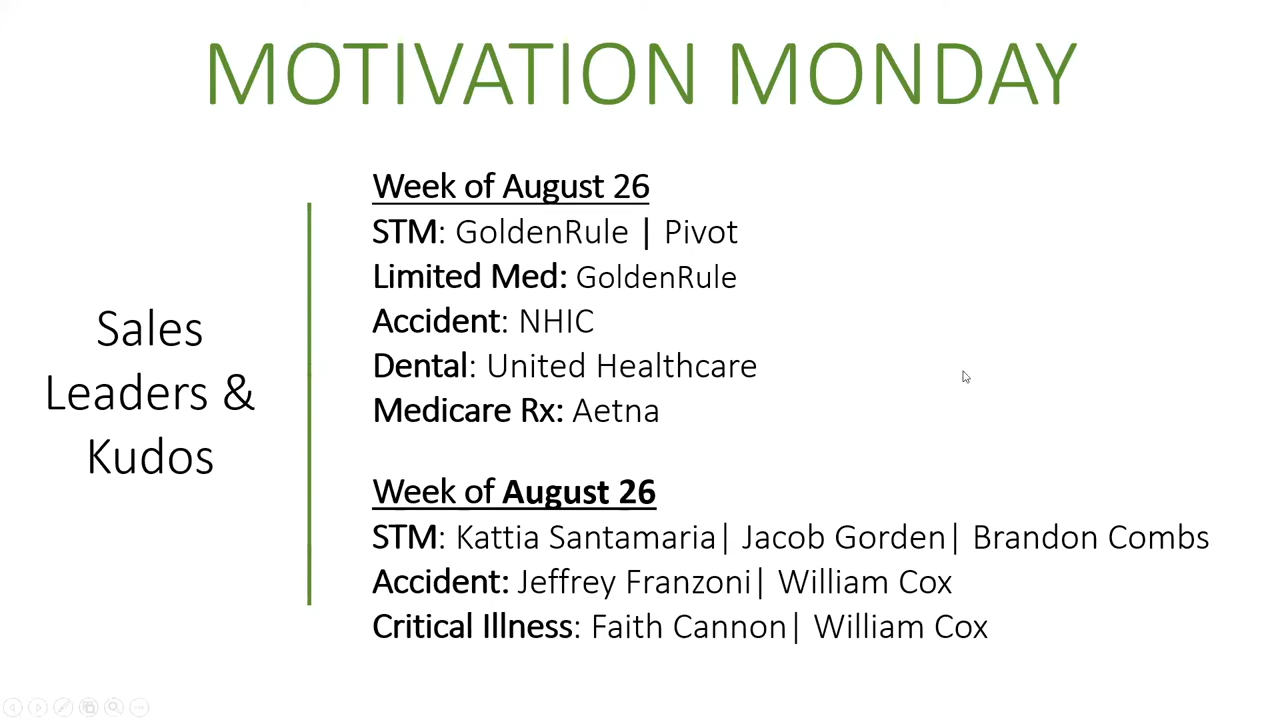 MOTIVATION MONDAY
Sales
Leaders &
Kudos
Week of August 26
STM: GoldenRule | Pivot
Limited Med: GoldenRule
Accident: NHIC
Dental: United Healthcare
Medicare Rx: Aetna
Week of August 26
STM: Kattia Santamaria| Jacob Gorden| Brandon Combs
Accident: Jeffrey Franzoni| William Cox
Critical Illness: Faith Cannon| William Cox